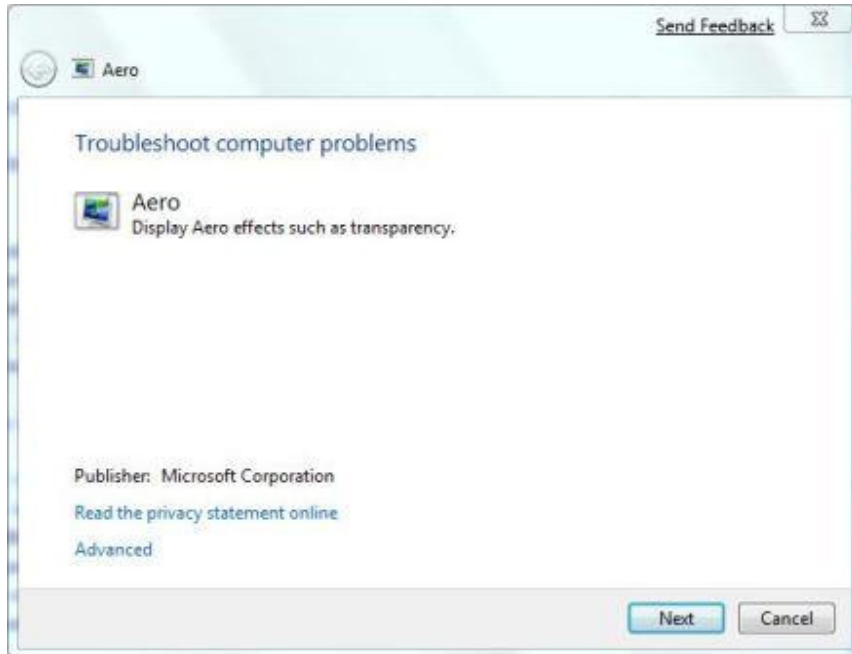 Send Feedback
Aero
Troubleshoot computer problems
Aero
Display Aero effects such as transparency.
Publisher: Microsoft Corporation
Read the privacy statement online
Advanced
Next Cancel